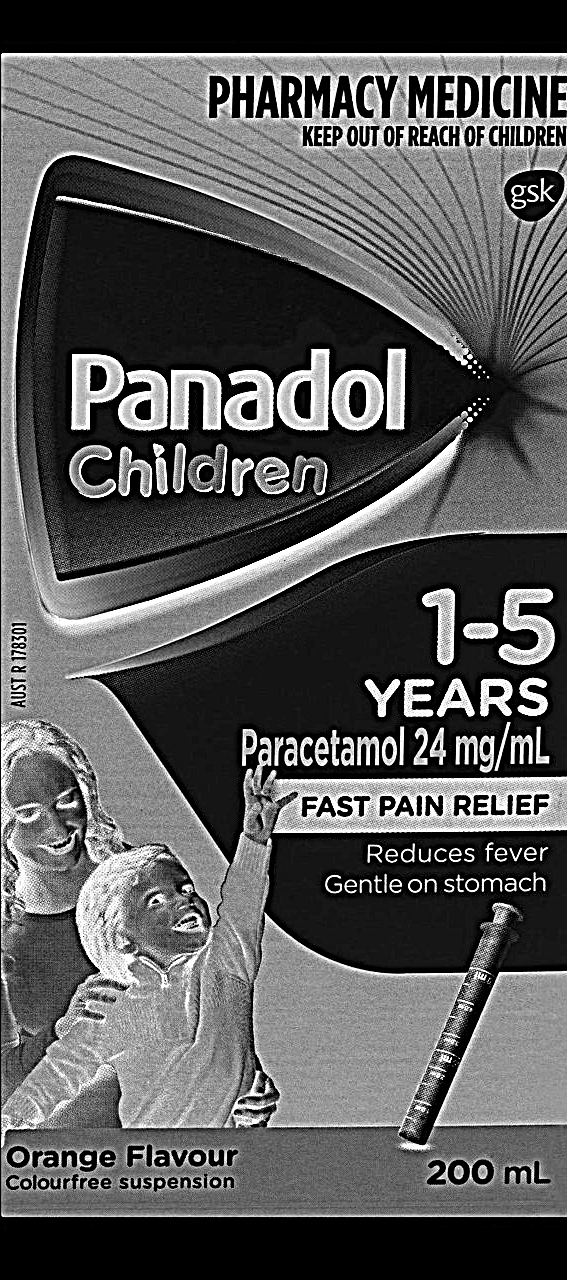 PHARMACY MEDICINE
KEEP OUT OF REACH OF CHILDREN
gsk
Panadol
Children
AUST R 178301
1-5
YEARS
Paracetamol 24 mg/mL
FAST PAIN RELIEF
Reduces fever
Gentle on stomach
Orange Flavour
Colourfree suspension
200 mL